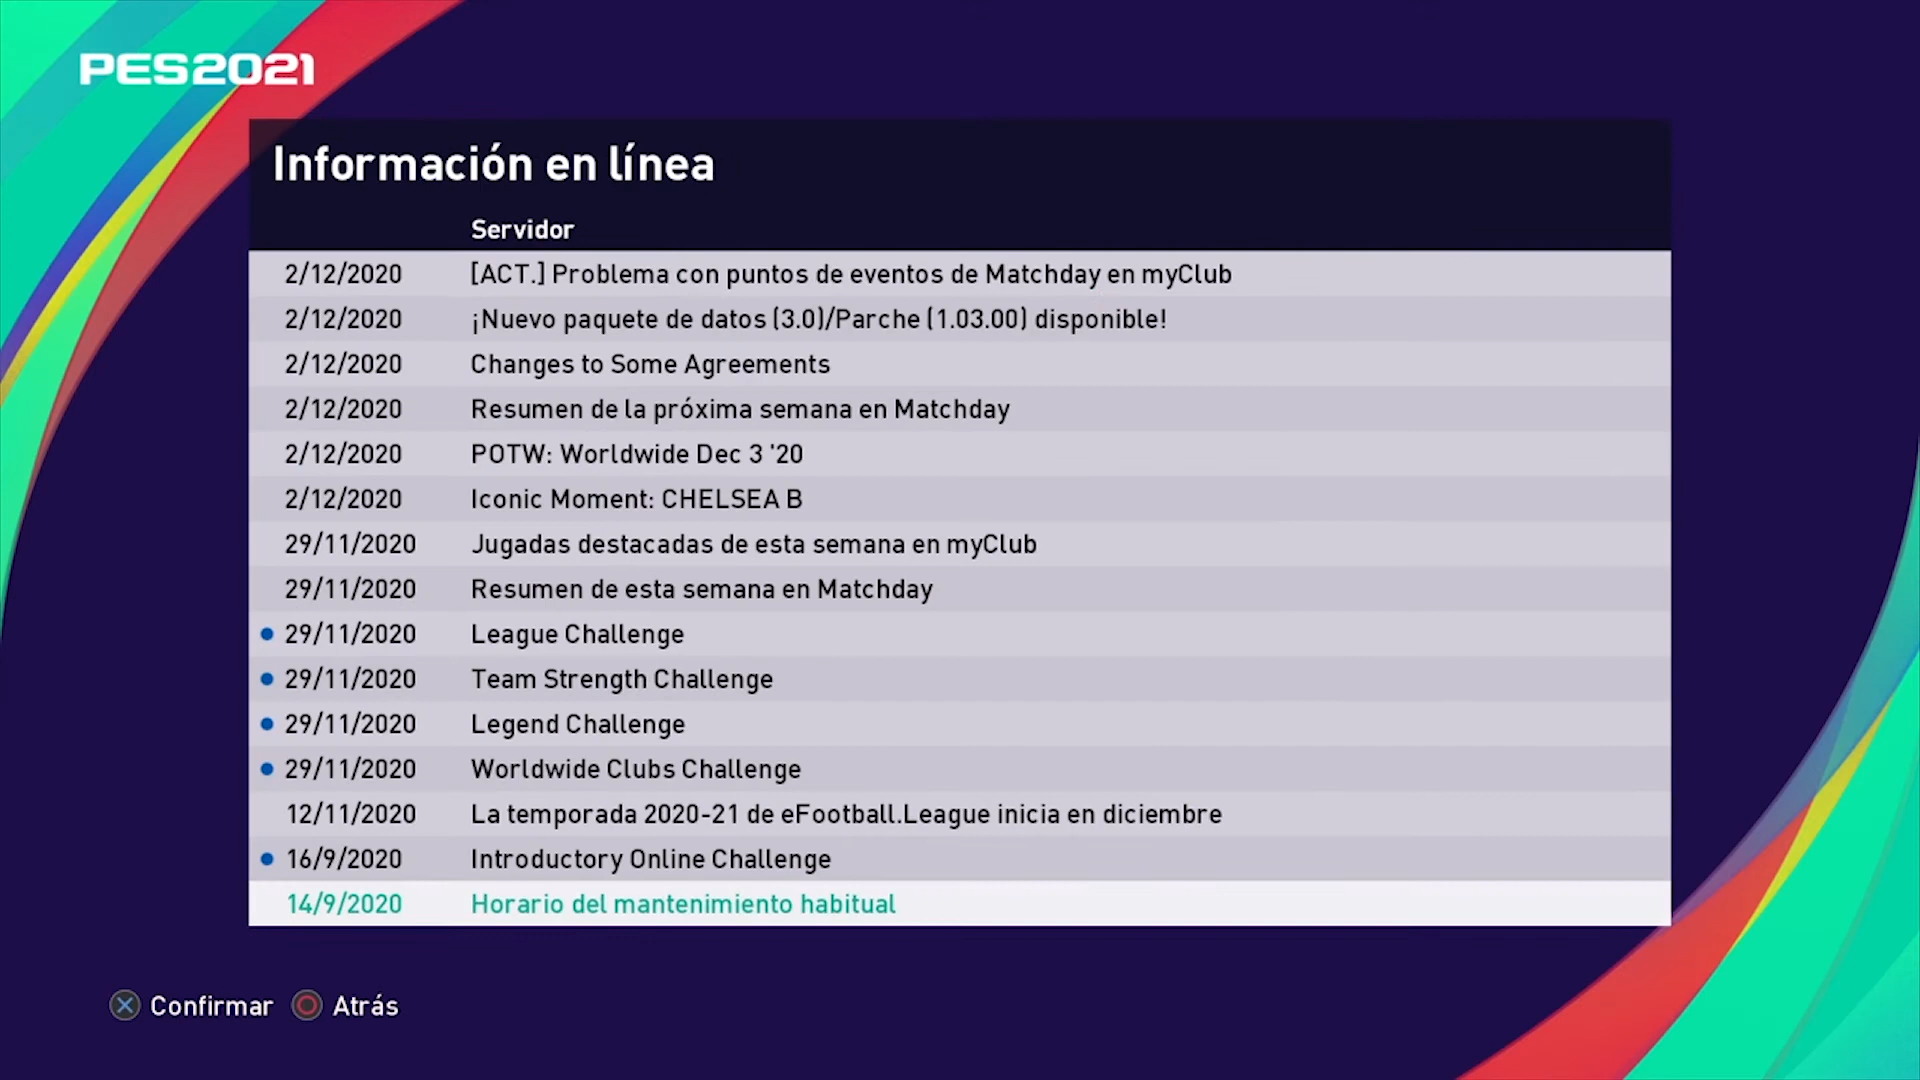 PES2021
Información en línea
Servidor
2/12/2020 [ACT.] Problema con puntos de eventos de Matchday en myClub
2/12/2020 ¡Nuevo paquete de datos (3.0)/Parche (1.03.00) disponible!
2/12/2020 Changes to Some Agreements
2/12/2020 Resumen de la próxima semana en Matchday
2/12/2020 POTW: Worldwide Dec 3 '20
2/12/2020 Iconic Moment: CHELSEA B
29/11/2020 Jugadas destacadas de esta semana en myClub
29/11/2020 Resumen de esta semana en Matchday
29/11/2020 League Challenge
29/11/2020 Team Strength Challenge
29/11/2020 Legend Challenge
29/11/2020 Worldwide Clubs Challenge
12/11/2020 La temporada 2020-21 de eFootball.League inicia en diciembre
16/9/2020 Introductory Online Challenge
14/9/2020 Horario del mantenimiento habitual
Confirmar Atrás